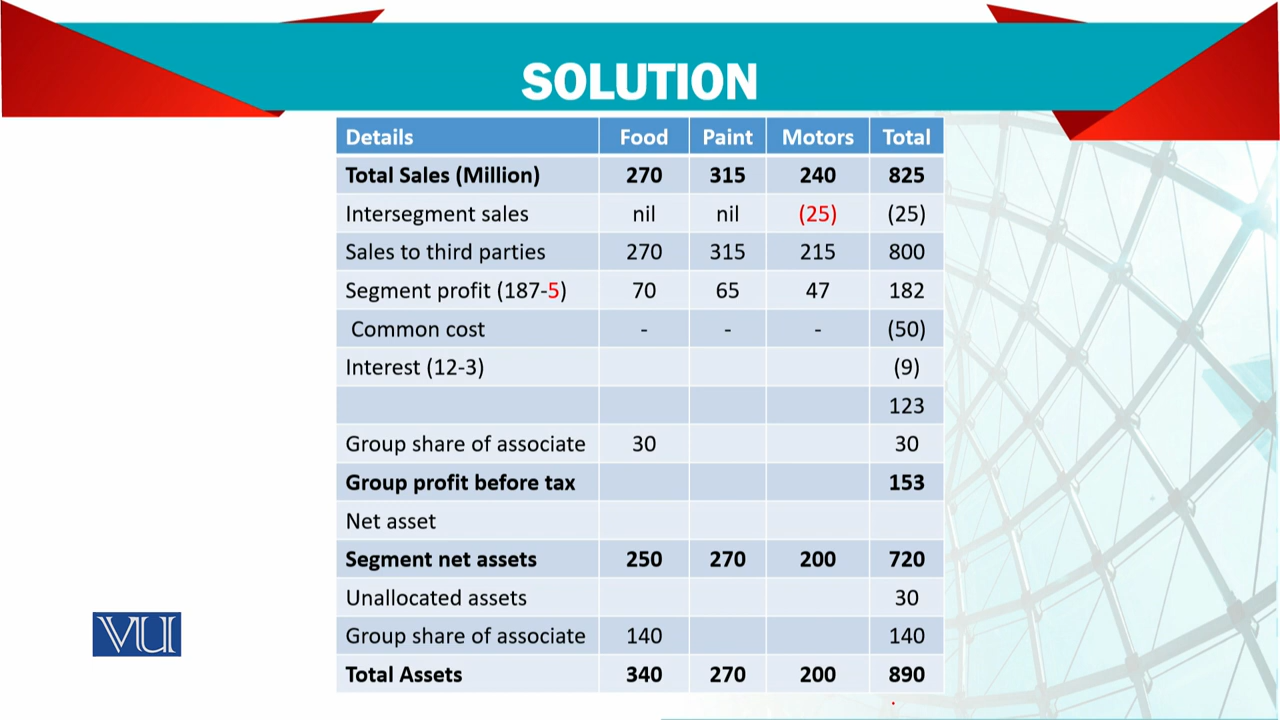 SOLUTION
Details Food Paint Motors Total
Total Sales (Million) 270 315 240 825
Intersegment sales nil nil (25) (25)
Sales to third parties 270 315 215 800
Segment profit (187-5) 70 65 47 182
Common cost - - - (50)
Interest (12-3) (9)
123
Group share of associate 30 30
Group profit before tax 153
Net asset
Segment net assets 250 270 200 720
Unallocated assets 30
Group share of associate 140 140
Total Assets 340 270 200 890
VU